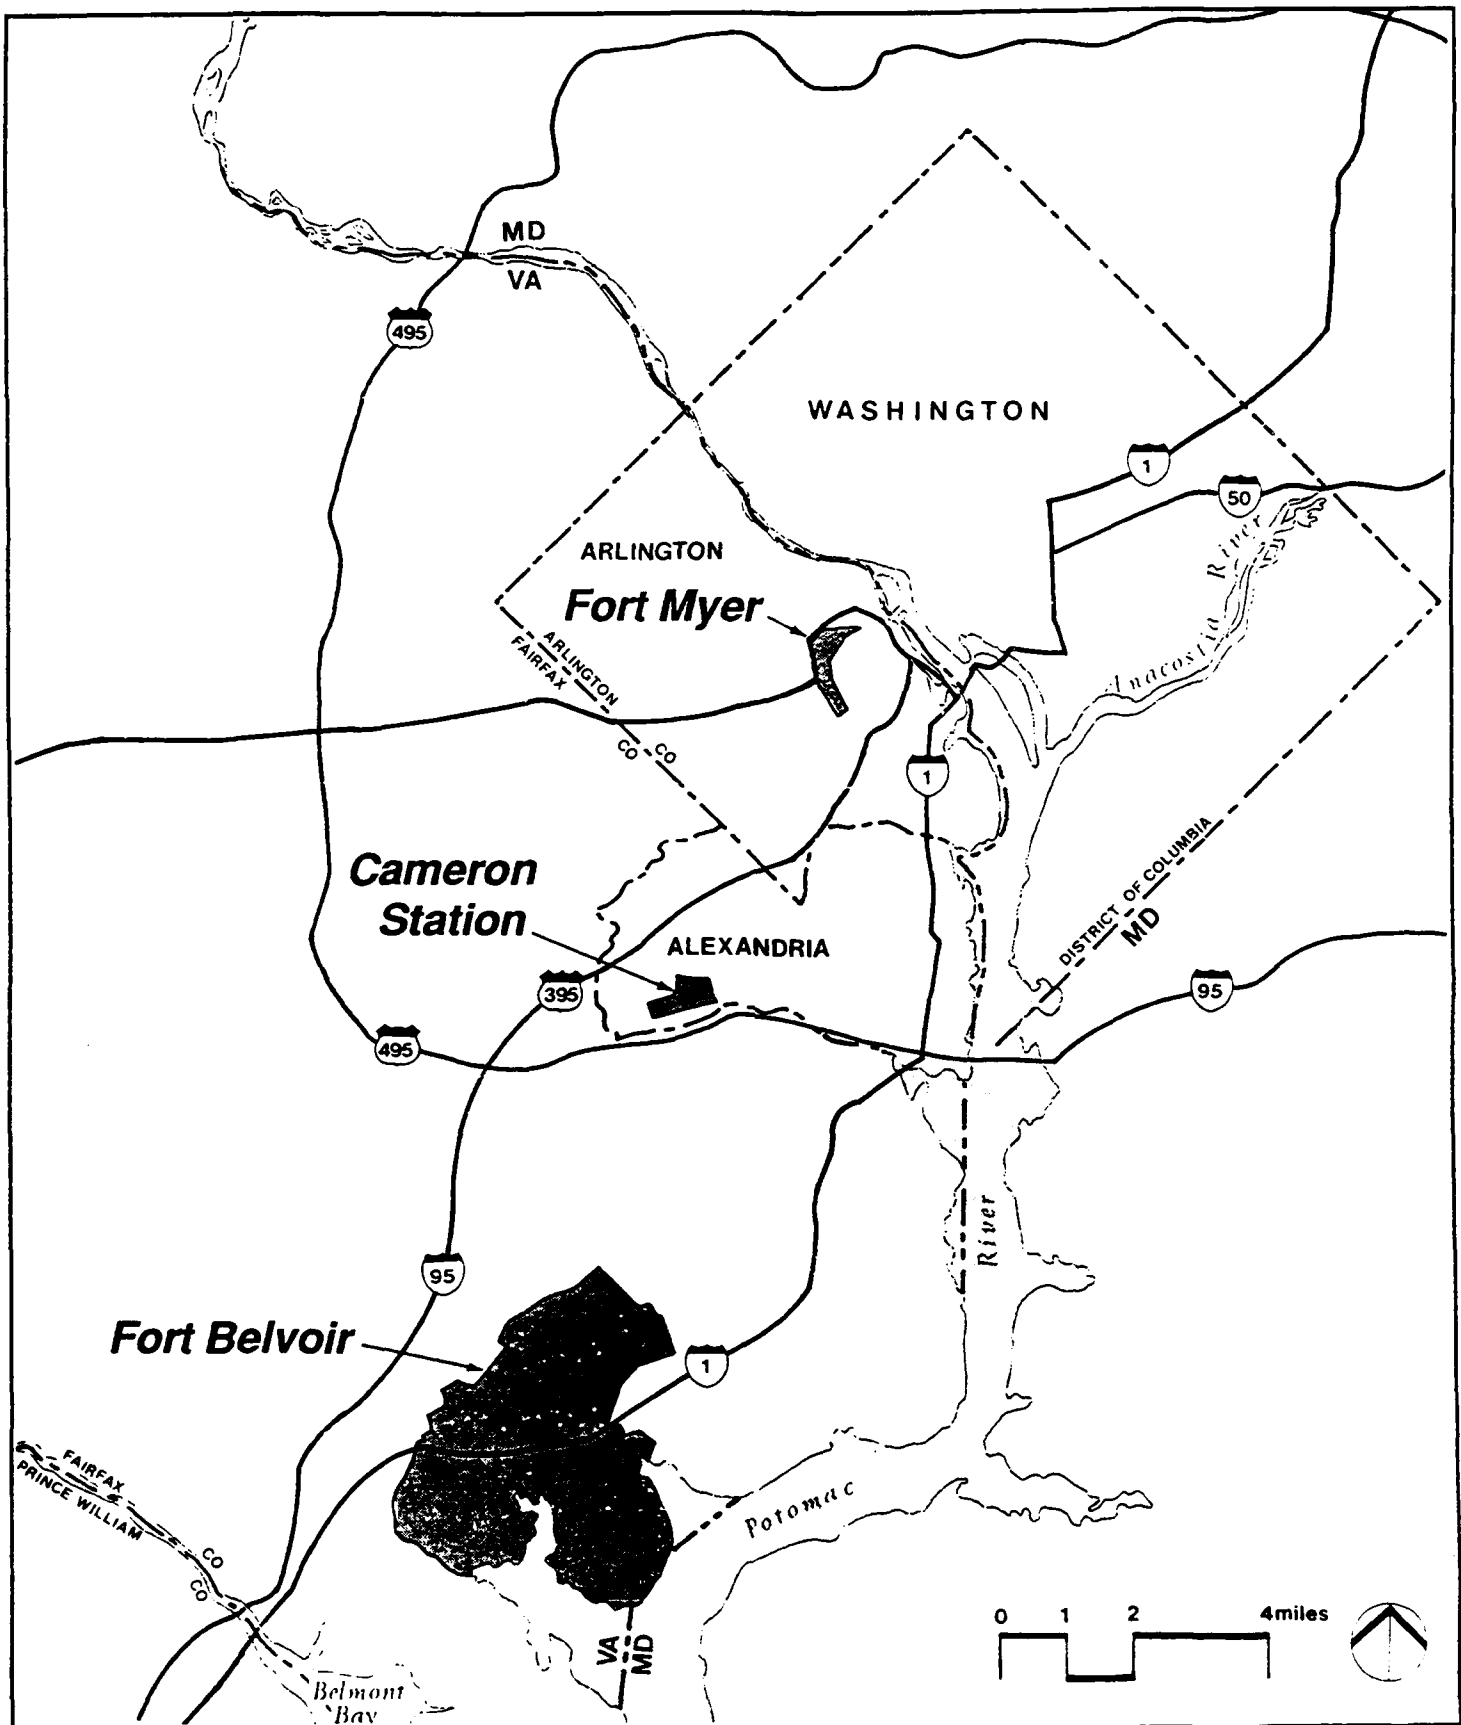 MD
VA
495
WASHINGTON
1
50
River
Anacostia
ARLINGTON
Fort Myer
ARLINGTON
FAIRFAX
CO
CO
1
Cameron
Station
DISTRICT OF COLUMBIA
MD
ALEXANDRIA
395
95
495
River
95
Fort Belvoir
1
FAIRFAX
PRINCE WILLIAM
CO
CO
Potomac
0 1 2 4miles
VA
MD
Belmont
Bay